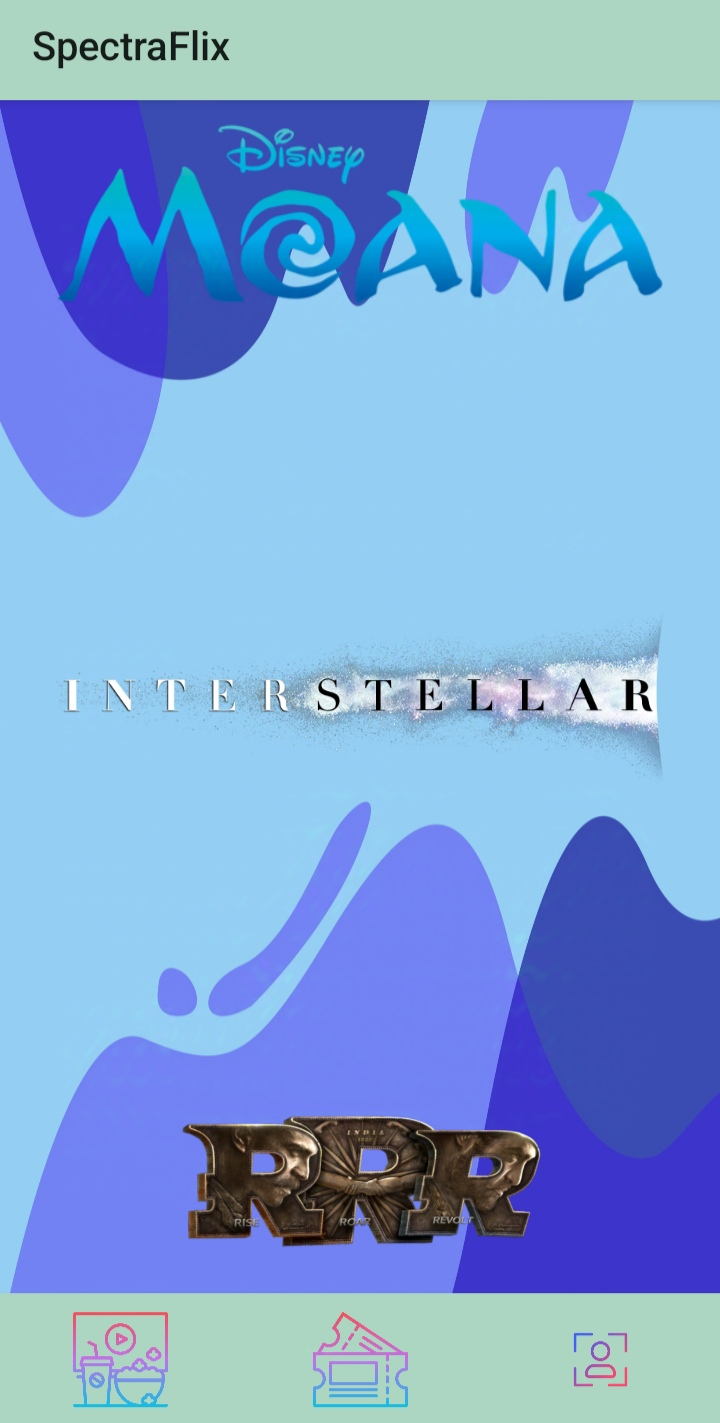 SpectraFlix
Disney
MOANA
INTERSTELLAR
INDIA
RRR
RISE ROAR REVOLT